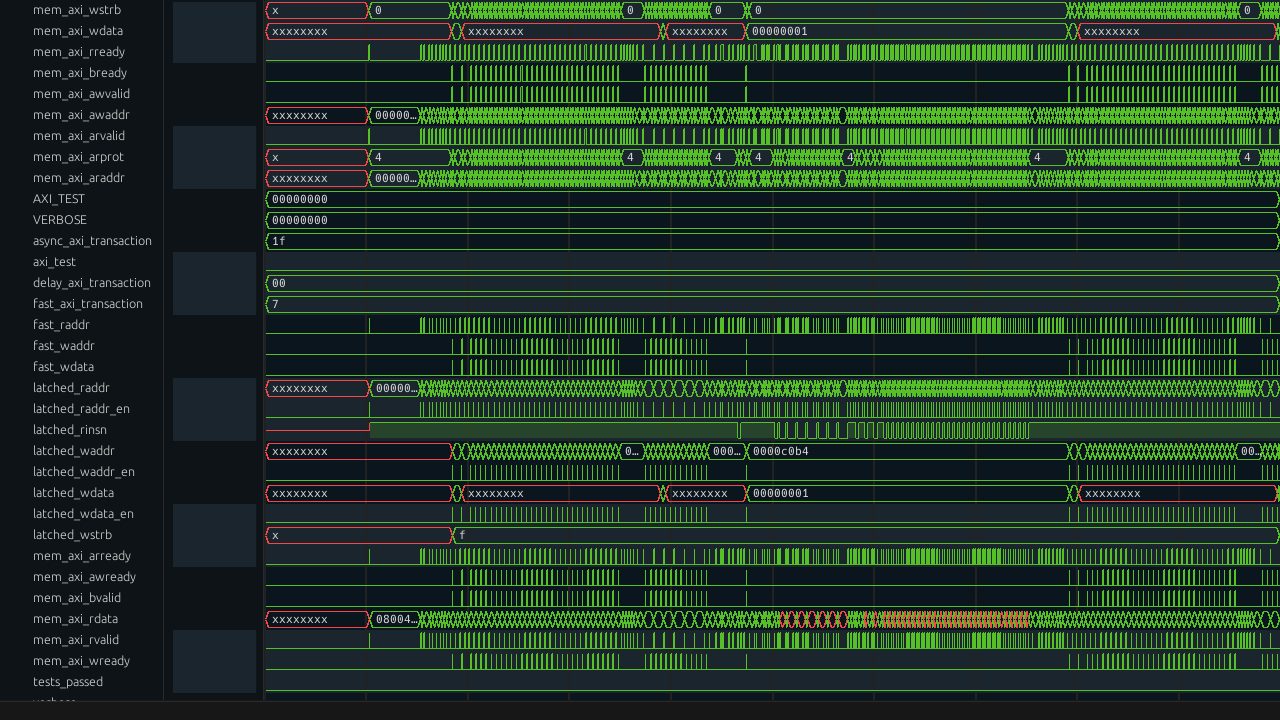 mem_axi_wstrb x 0 0 0 0 0
mem_axi_wdata xxxxxxxx xxxxxxxx xxxxxxxx 00000001 xxxxxxxx
mem_axi_rready
mem_axi_bready
mem_axi_awvalid
mem_axi_awaddr xxxxxxxx 00000…
mem_axi_arvalid
mem_axi_arprot x 4 4 4 4 4 4 4
mem_axi_araddr xxxxxxxx 00000…
AXI_TEST 00000000
VERBOSE 00000000
async_axi_transaction 1f
axi_test
delay_axi_transaction 00
fast_axi_transaction 7
fast_raddr
fast_waddr
fast_wdata
latched_raddr xxxxxxxx 00000…
latched_raddr_en
latched_rinsn
latched_waddr xxxxxxxx 0… 000… 0000c0b4 00…
latched_waddr_en
latched_wdata xxxxxxxx xxxxxxxx xxxxxxxx 00000001 xxxxxxxx
latched_wdata_en
latched_wstrb x f
mem_axi_arready
mem_axi_awready
mem_axi_bvalid
mem_axi_rdata xxxxxxxx 08004…
mem_axi_rvalid
mem_axi_wready
tests_passed